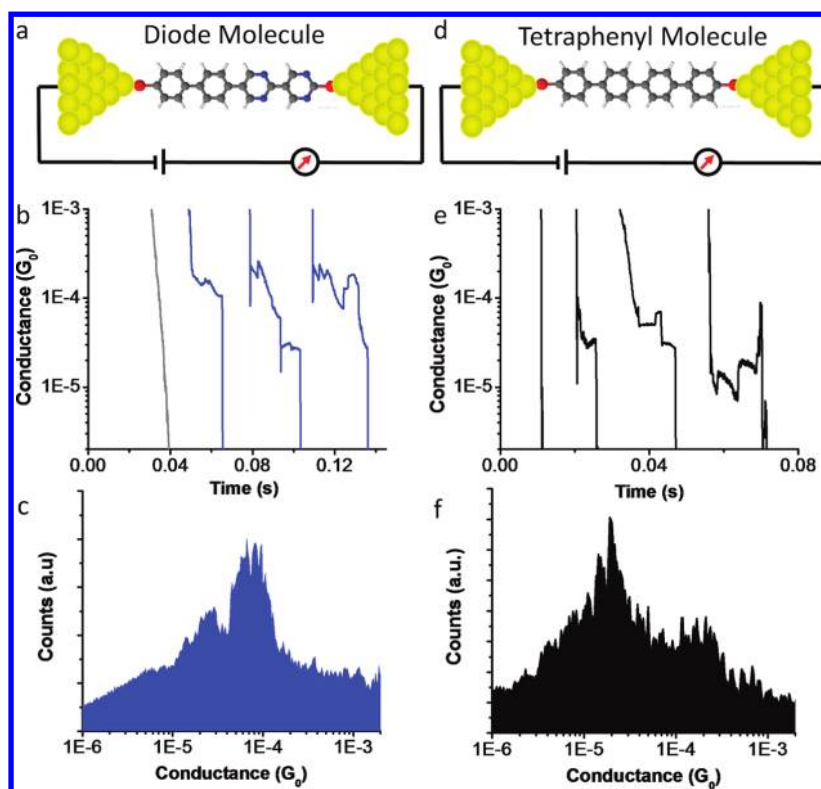 a
Diode Molecule
d
Tetraphenyl Molecule
b
1E-3
1E-4
1E-5
Conductance (G₀)
0.00
0.04
0.08
0.12
Time (s)
e
1E-3
1E-4
1E-5
Conductance (G₀)
0.00
0.04
0.08
Time (s)
c
Counts (a.u)
1E-6
1E-5
1E-4
1E-3
Conductance (G₀)
f
Counts (a.u.)
1E-6
1E-5
1E-4
1E-3
Conductance (G₀)